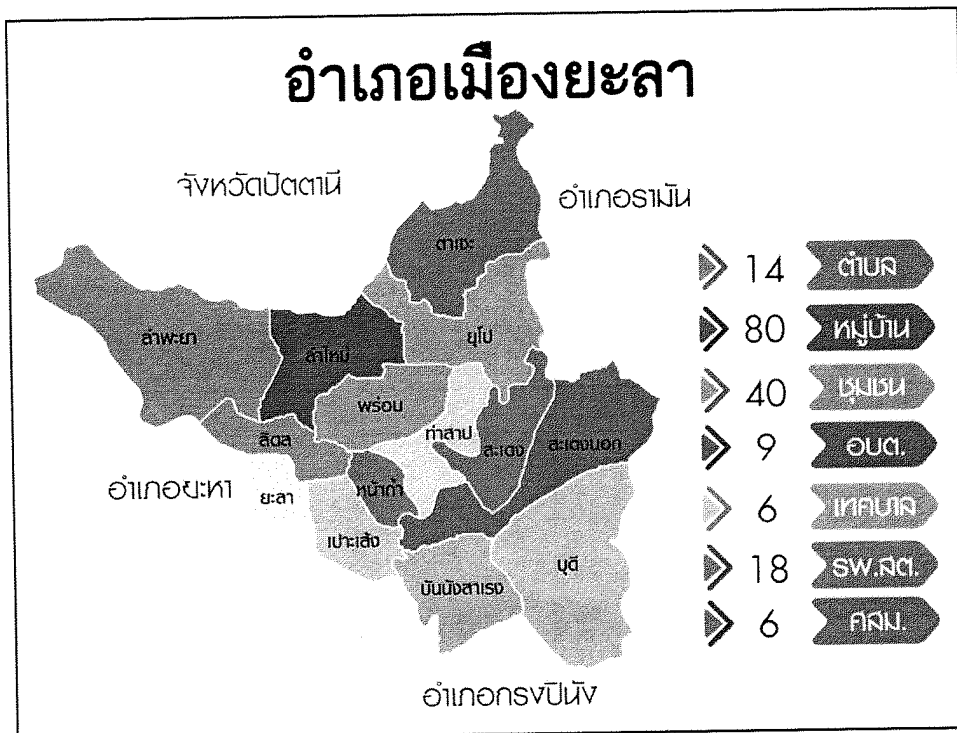 อำเภอเมืองยะลา
จังหวัดปัตตานี
อำเภอรามัน
ตาเซะ
ลำพะยา
ลำใหม่
ยุโป
พร่อน
ท่าสาป
สะเตง
สะเตงนอก
ลิดล
อำเภอยะหา
ยะลา
หน้าถ้ำ
เปาะเส้ง
บันนังสาเรง
บุดี
อำเภอกรงปินัง
14 ตำบล
80 หมู่บ้าน
40 ชุมชน
9 อบต.
6 เทศบาล
18 รพ.สต.
6 ศสม.